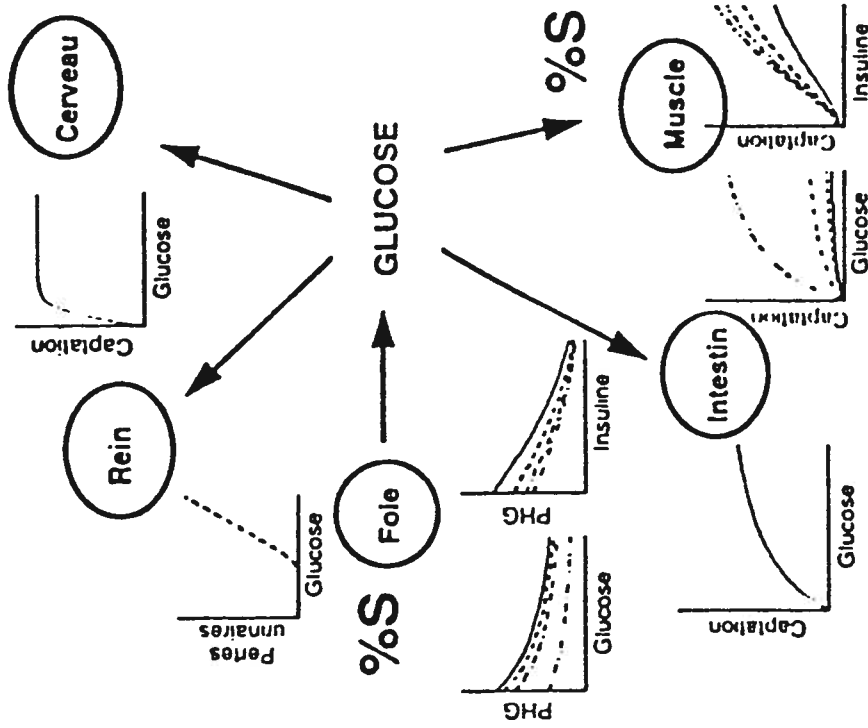 Cerveau
Captation
Glucose
Rein
Pertes
urinaires
Glucose
GLUCOSE
%S
Foie
PHG
Glucose
PHG
Insuline
%S
Muscle
Captation
Glucose
Captation
Insuline
Intestin
Captation
Glucose